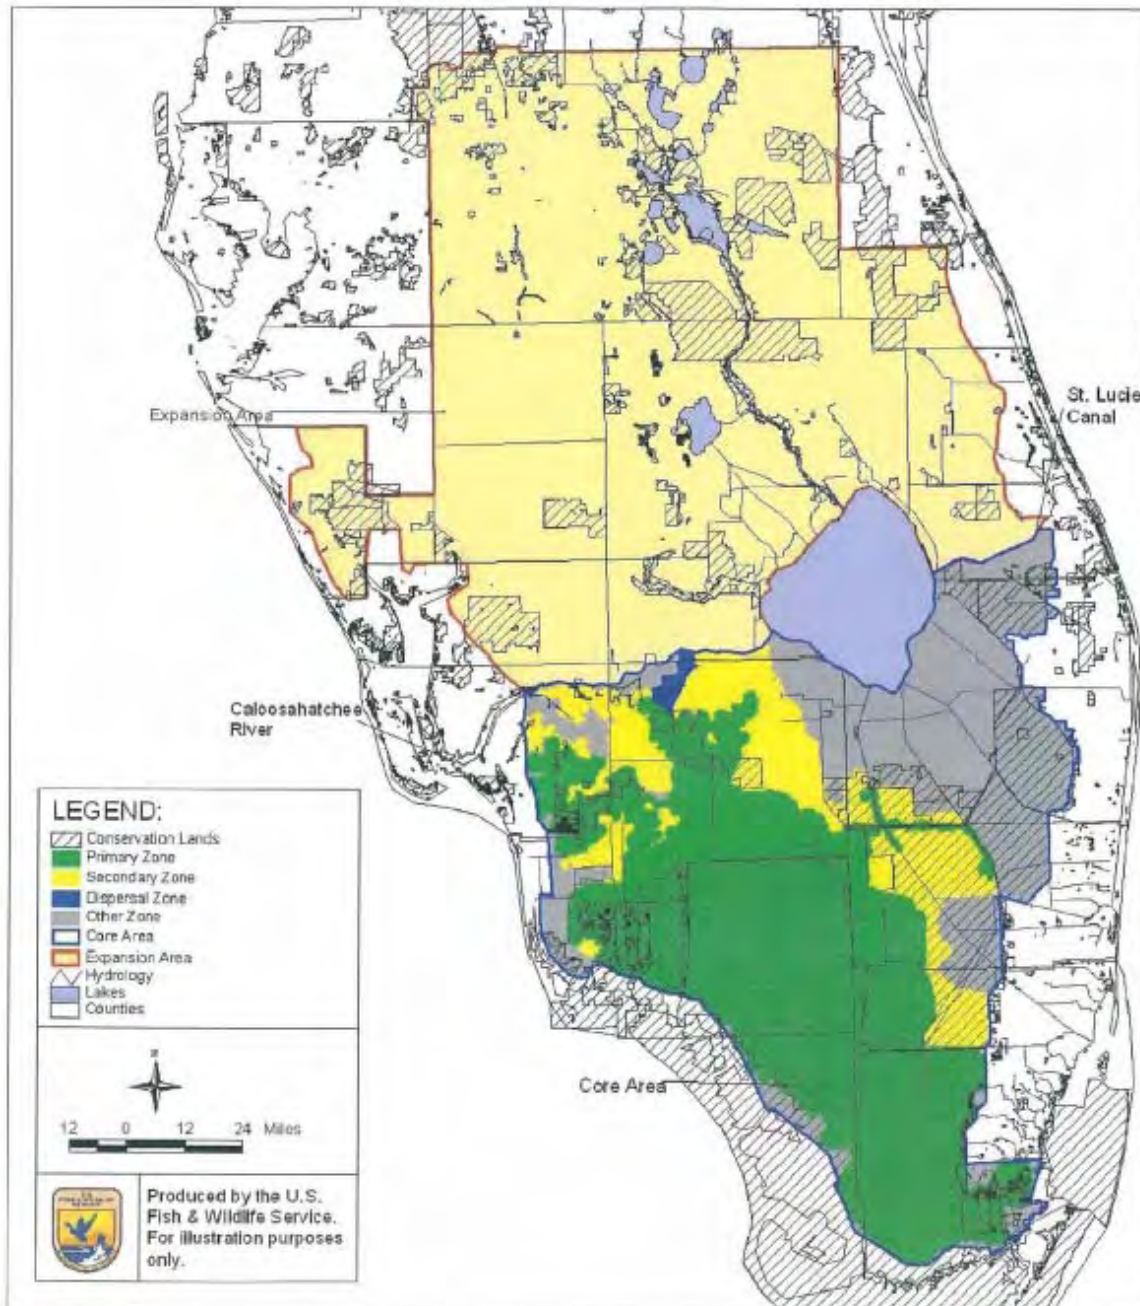 Expansion Area
St. Lucie
Canal
Caloosahatchee
River
LEGEND:
Conservation Lands
Primary Zone
Secondary Zone
Dispersal Zone
Other Zone
Core Area
Expansion Area
Hydrology
Lakes
Counties
Core Area
12 0 12 24 Miles
Produced by the U.S.
Fish & Wildlife Service.
For illustration purposes
only.